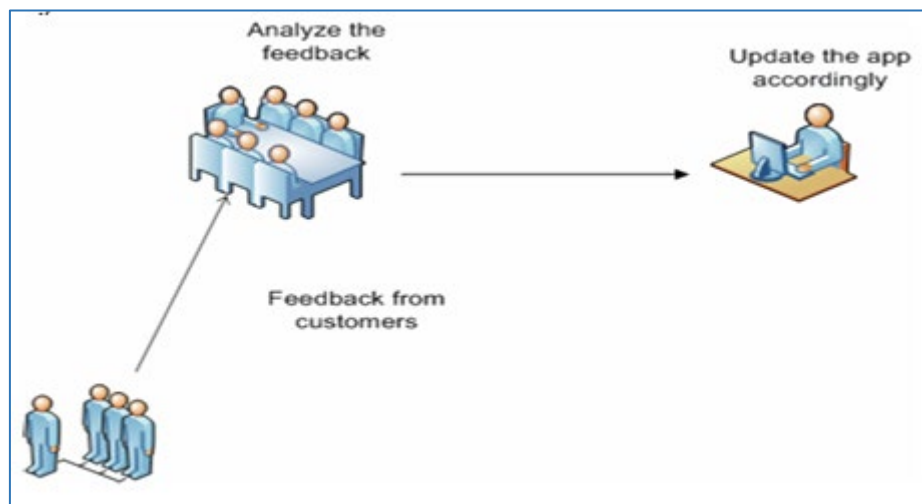 Analyze the
feedback
Update the app
accordingly
Feedback from
customers